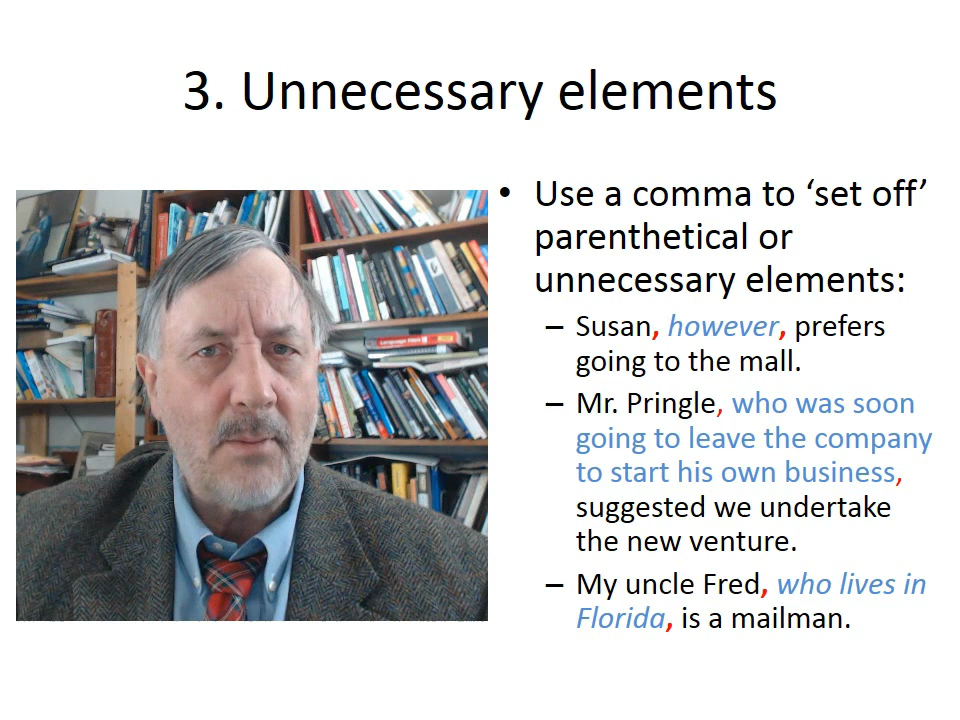 3. Unnecessary elements
• Use a comma to ‘set off’
parenthetical or
unnecessary elements:
– Susan, however, prefers
going to the mall.
– Mr. Pringle, who was soon
going to leave the company
to start his own business,
suggested we undertake
the new venture.
– My uncle Fred, who lives in
Florida, is a mailman.